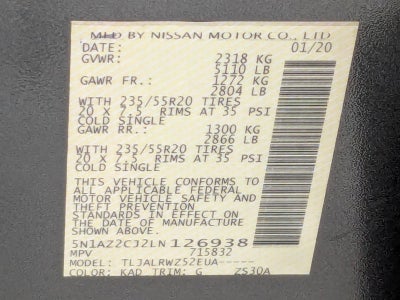 MFD BY NISSAN MOTOR CO., LTD
DATE: 01/20
GVWR: 2318 KG
5110 LB
GAWR FR.: 1272 KG
2804 LB
WITH 235/55R20 TIRES
20 X 7.5 RIMS AT 35 PSI
COLD SINGLE
GAWR RR.: 1300 KG
2866 LB
WITH 235/55R20 TIRES
20 X 7.5 RIMS AT 35 PSI
COLD SINGLE
THIS VEHICLE CONFORMS TO
ALL APPLICABLE FEDERAL
MOTOR VEHICLE SAFETY AND
THEFT PREVENTION
STANDARDS IN EFFECT ON
THE DATE OF MANUFACTURE
SHOWN ABOVE.
5N1AZ2CJ2LN126938
MPV 715832
MODEL: TLJALRWZ52EUA
COLOR: KAD TRIM: G ZS30A